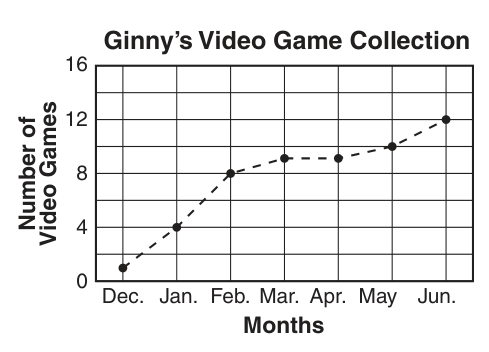 Ginny's Video Game Collection
16
12
8
4
0
Number of
Video Games
Dec. Jan. Feb. Mar. Apr. May Jun.
Months